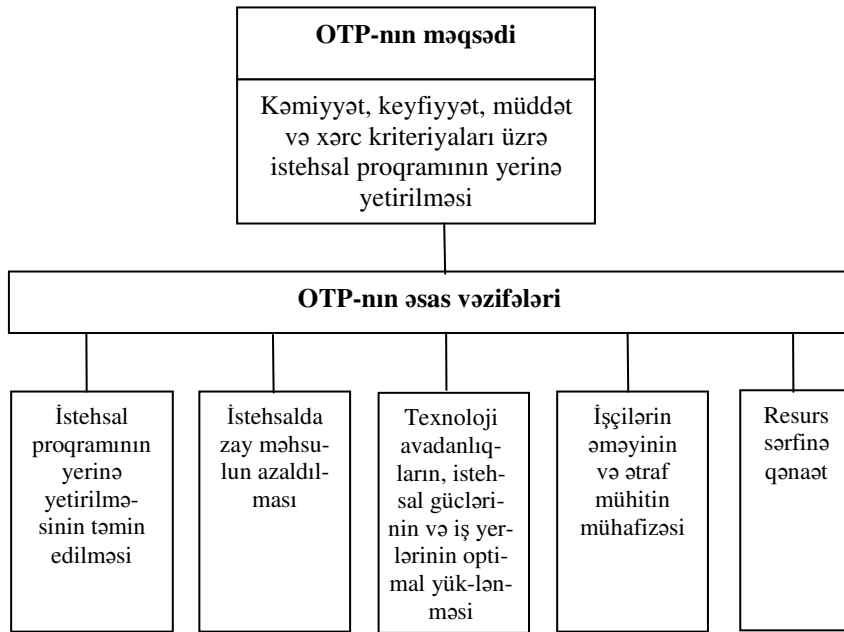 OTP-nın məqsədi
Kəmiyyət, keyfiyyət, müddət
və xərc kriteriyaları üzrə
istehsal proqramının yerinə
yetirilməsi
OTP-nın əsas vəzifələri
İstehsal
proqramının
yerinə
yetirilmə-
sinin təmin
edilməsi
İstehsalda
zay məhsu-
lun azaldıl-
ması
Texnoloji
avadanlıq-
ların, isteh-
sal gücləri-
nin və iş yer-
lərinin opti-
mal yük-lən-
məsi
İşçilərin
əməyinin
və ətraf
mühitin
mühafizəsi
Resurs
sərfinə
qənaət